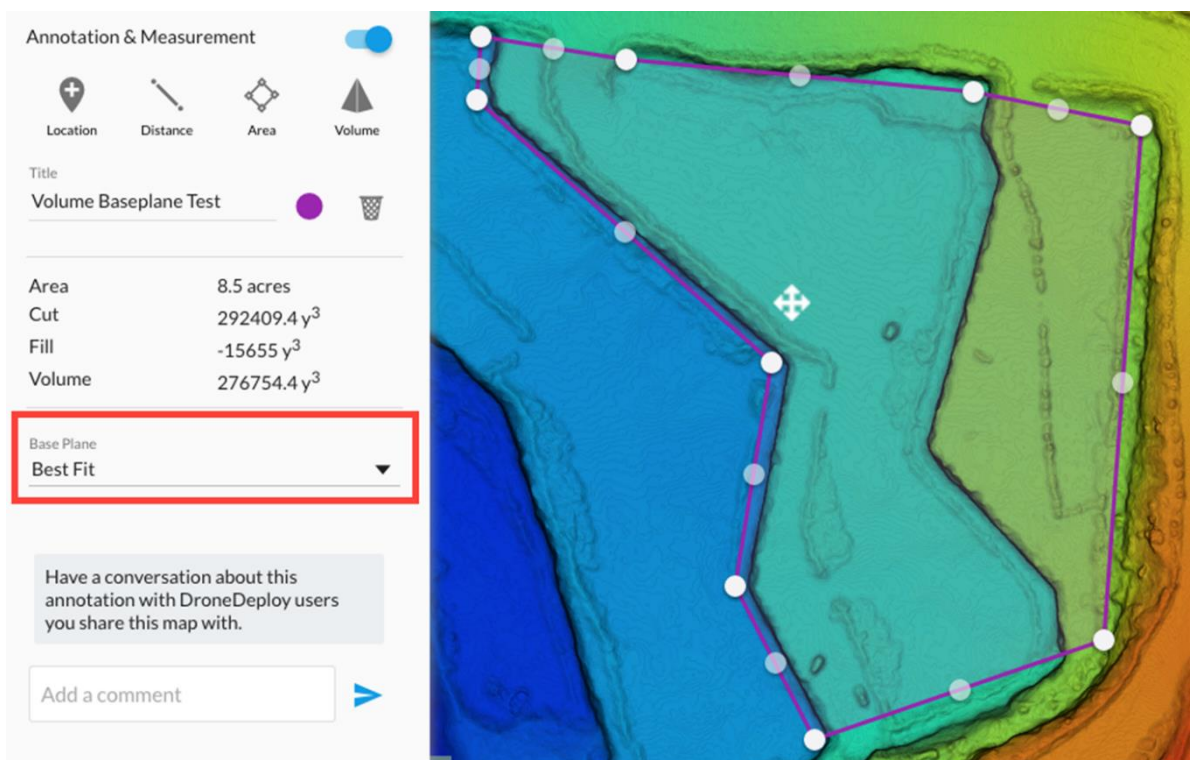 Annotation & Measurement
Location Distance Area Volume
Title
Volume Baseplane Test
Area 8.5 acres
Cut 292409.4 y³
Fill -15655 y³
Volume 276754.4 y³
Base Plane
Best Fit
Have a conversation about this
annotation with DroneDeploy users
you share this map with.
Add a comment